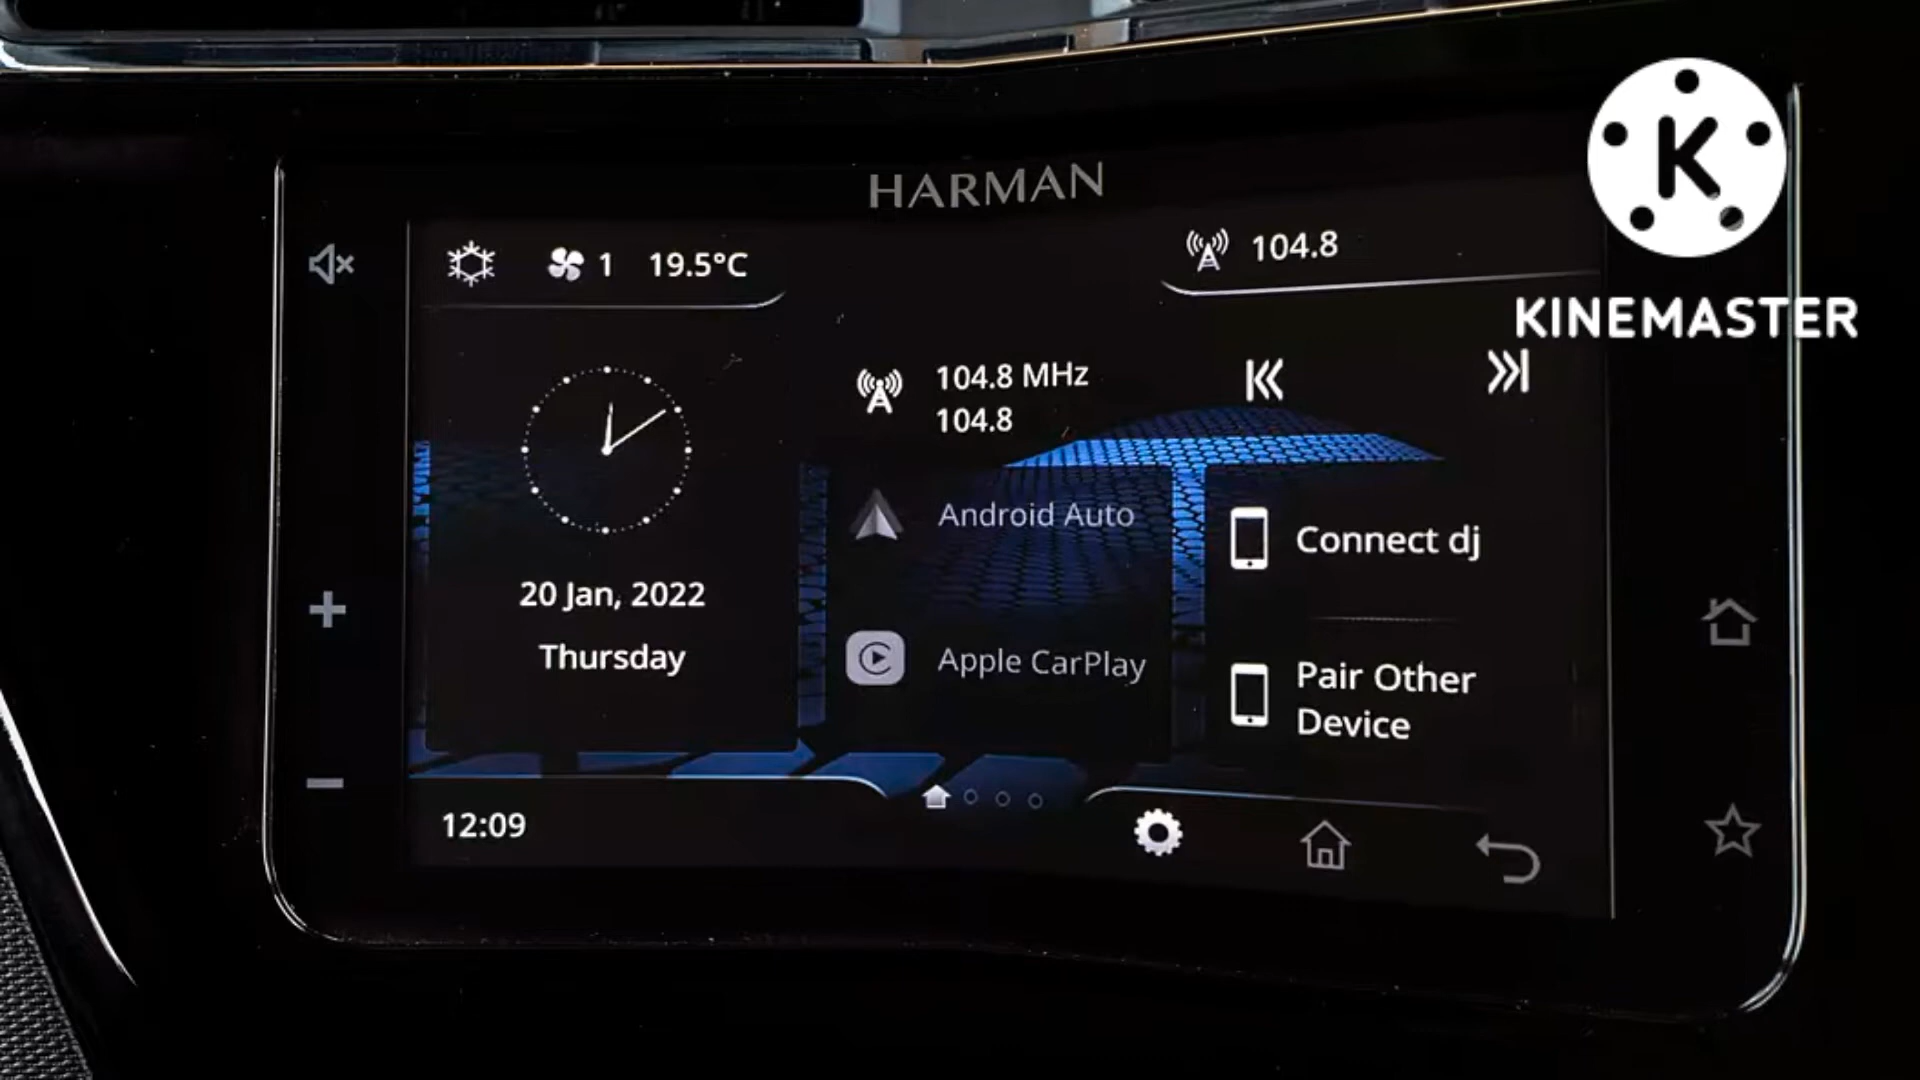 HARMAN
1 19.5°C
104.8
K
KINEMASTER
104.8 MHz
104.8
Android Auto
Connect dj
20 Jan, 2022
Thursday
Apple CarPlay
Pair Other
Device
12:09